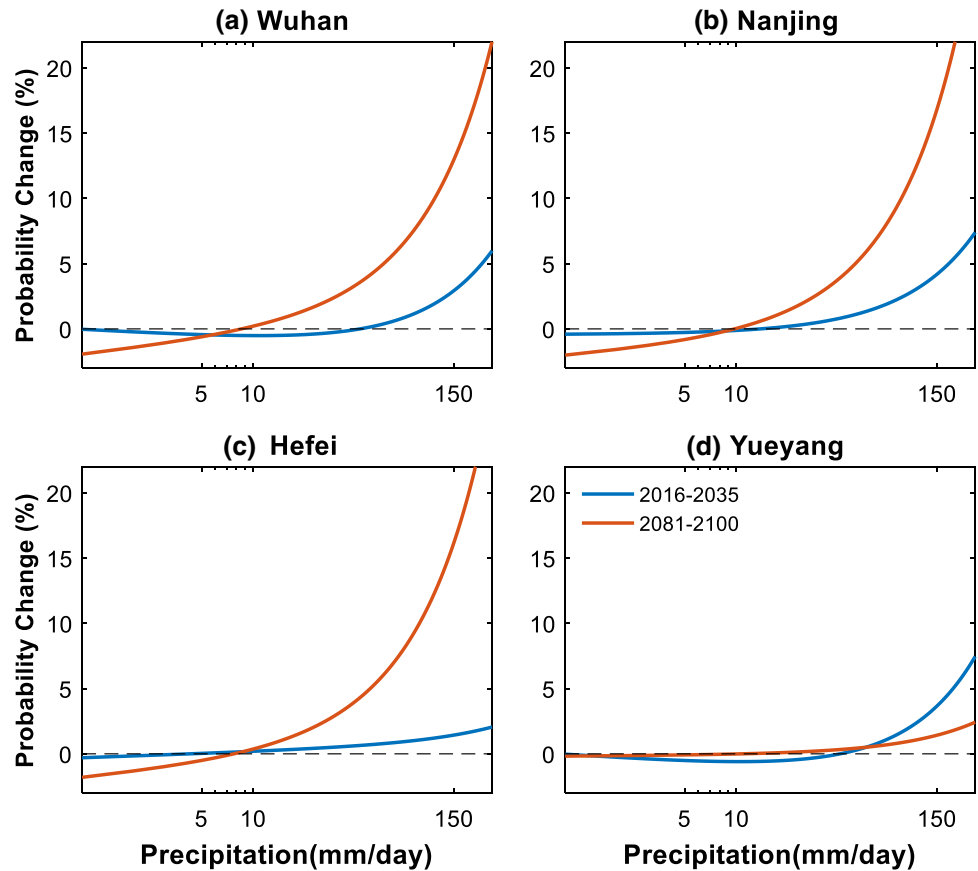 (a) Wuhan
(b) Nanjing
Probability Change (%)
20
15
10
5
0
5 10 150
20
15
10
5
0
5 10 150
(c) Hefei
(d) Yueyang
Probability Change (%)
20
15
10
5
0
5 10 150
Precipitation(mm/day)
20
15
10
5
0
2016-2035
2081-2100
5 10 150
Precipitation(mm/day)